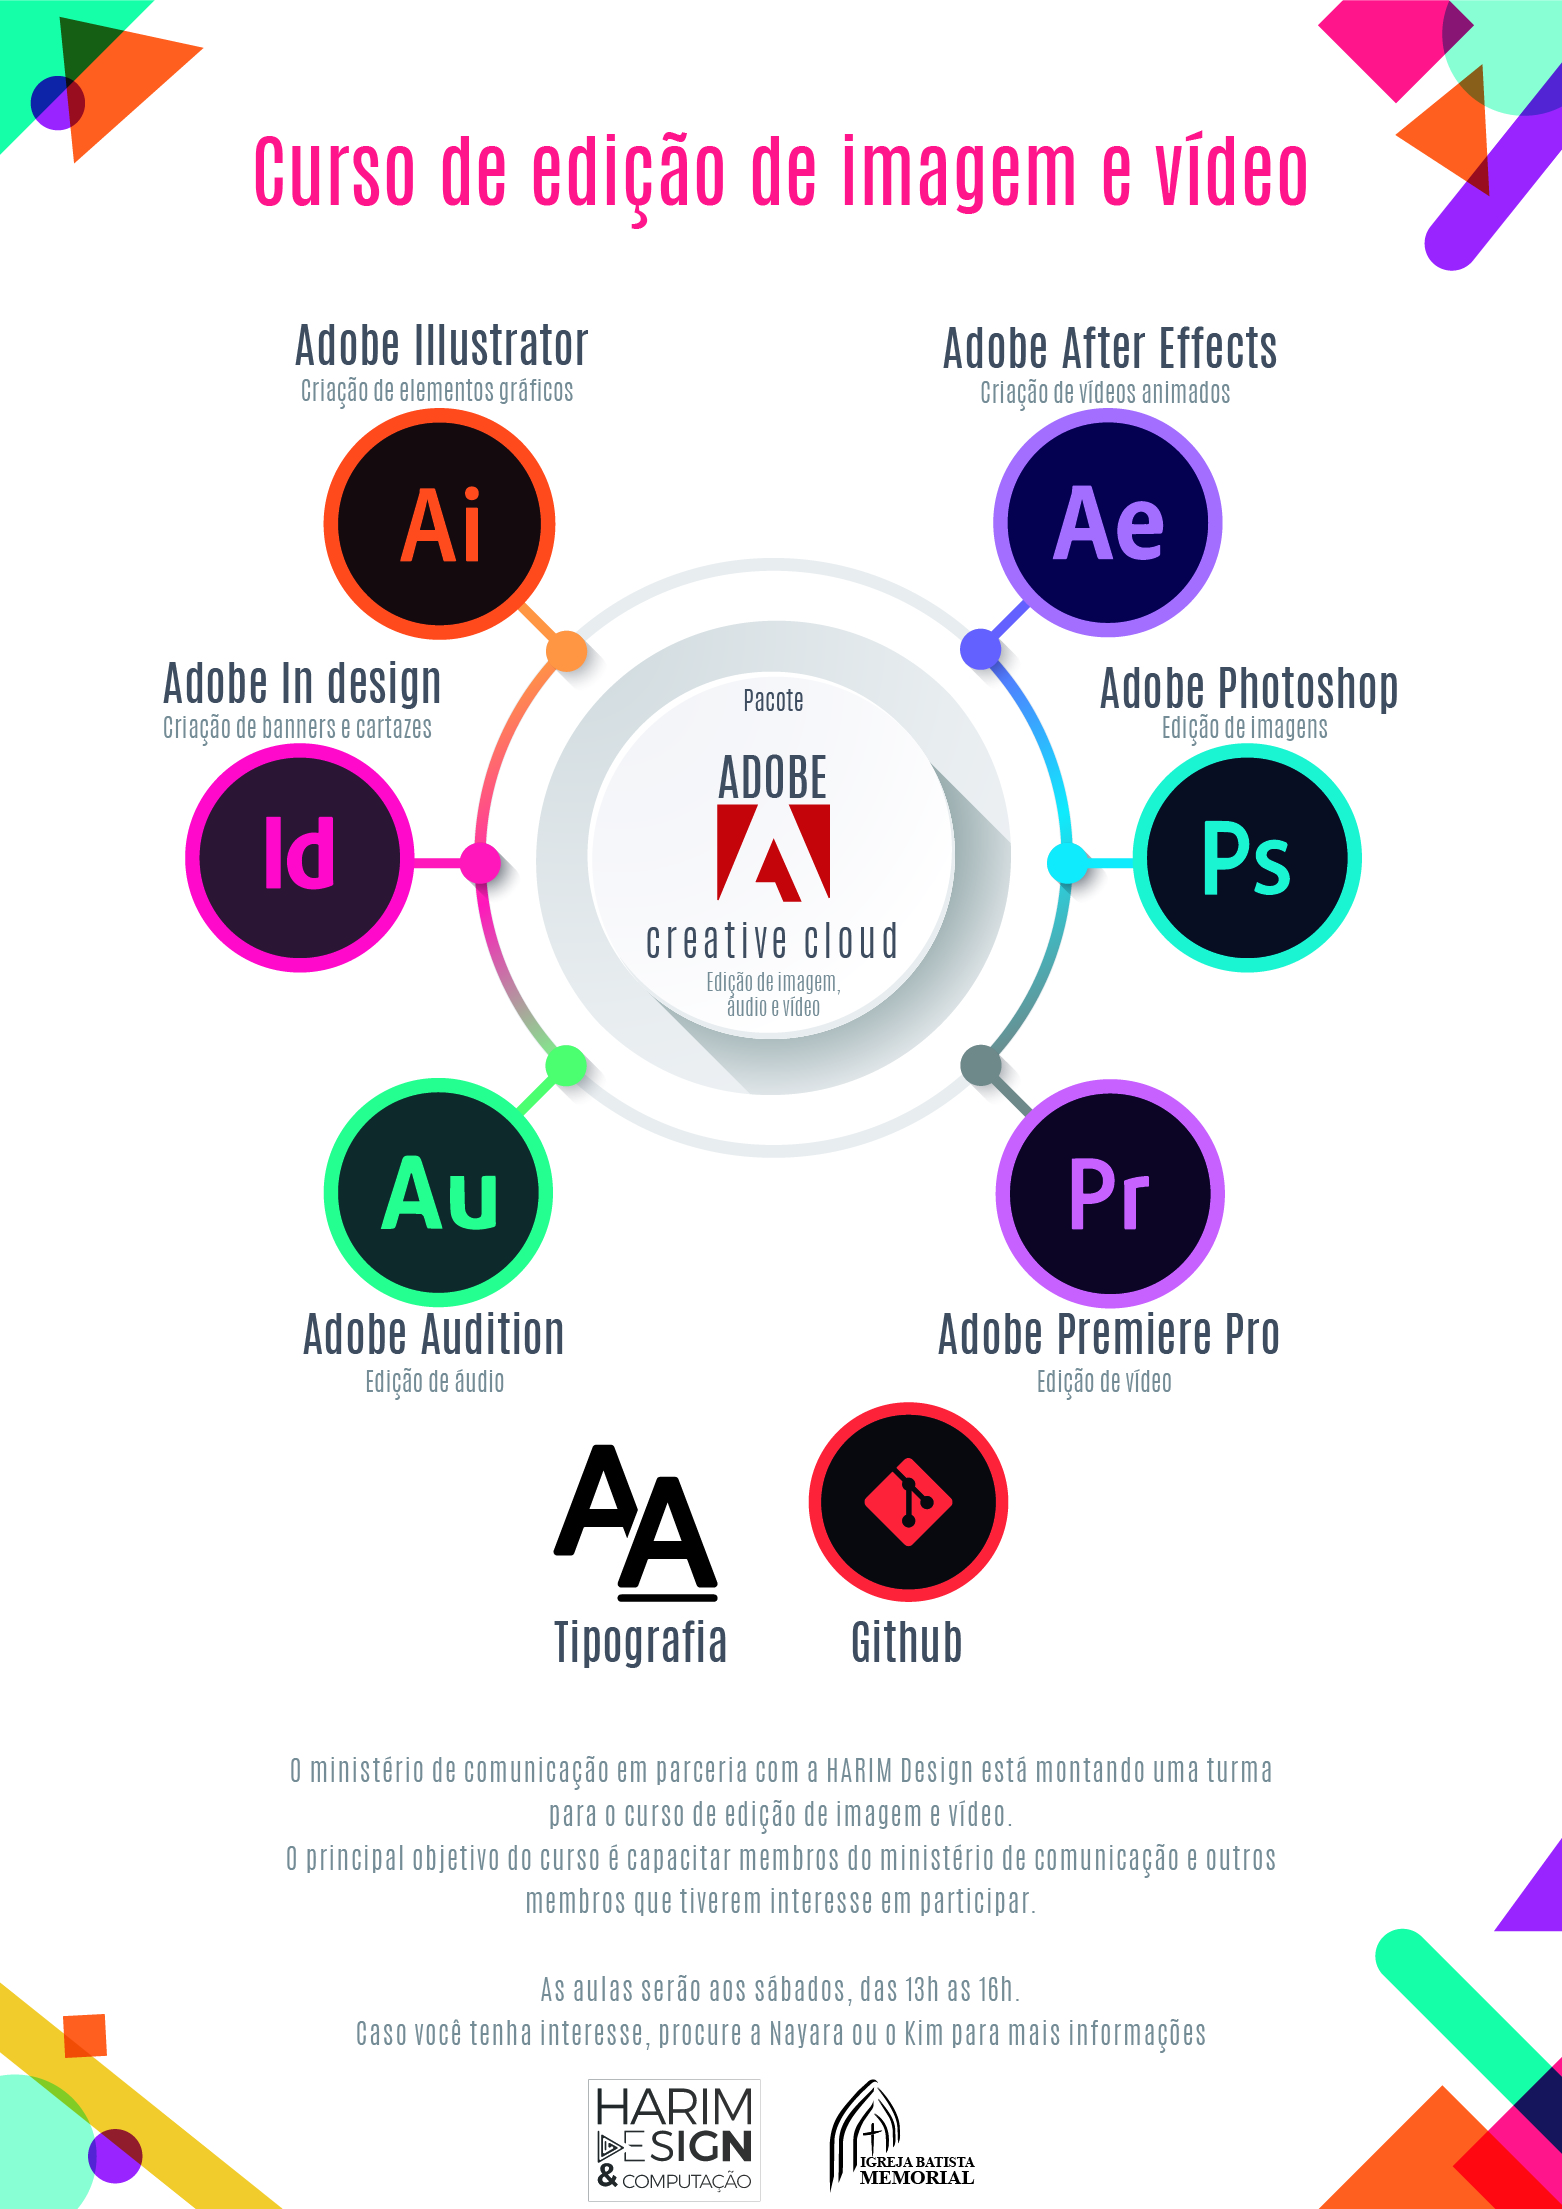 Curso de edição de imagem e vídeo
Adobe Illustrator
Criação de elementos gráficos
Ai
Adobe After Effects
Criação de vídeos animados
Ae
Adobe In design
Criação de banners e cartazes
Id
Pacote
ADOBE
creative cloud
Edição de imagem,
áudio e vídeo
Adobe Photoshop
Edição de imagens
Ps
Au
Adobe Audition
Edição de áudio
Pr
Adobe Premiere Pro
Edição de vídeo
AA
Tipografia
Github
O ministério de comunicação em parceria com a HARIM Design está montando uma turma
para o curso de edição de imagem e vídeo.
O principal objetivo do curso é capacitar membros do ministério de comunicação e outros
membros que tiverem interesse em participar.
As aulas serão aos sábados, das 13h as 16h.
Caso você tenha interesse, procure a Nayara ou o Kim para mais informações
HARIM
DESIGN
& COMPUTAÇÃO
IGREJA BATISTA
MEMORIAL